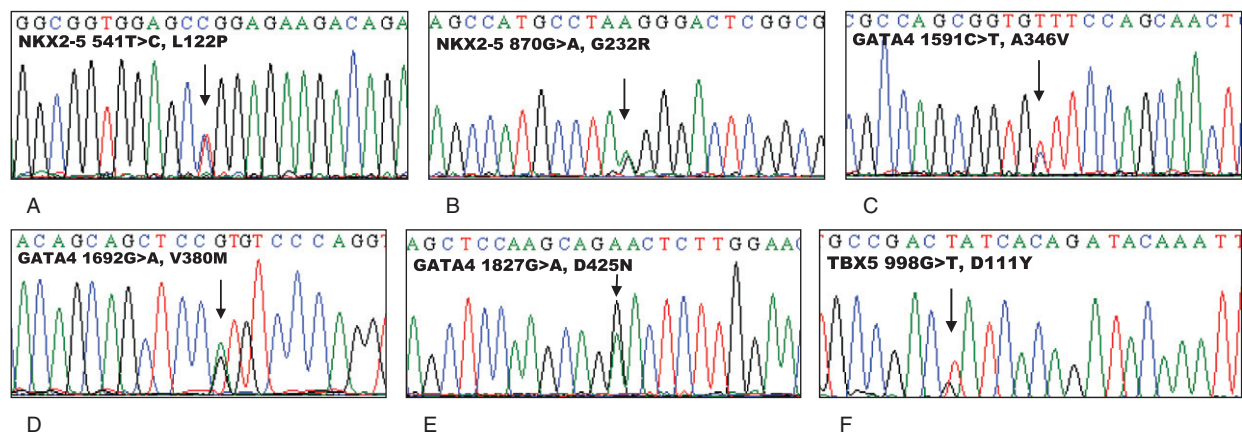 GGCGGTGGAGCCGGAGAAGACAGA
NKX2-5 541T>C, L122P
A
AGCCATGCCTAAGGGACTCGGCG
NKX2-5 870G>A, G232R
B
CGCCAGCGGTGTTTCCAGCAACTC
GATA4 1591C>T, A346V
C
ACAGCAGCTCCGTGTCCCAGGT
GATA4 1692G>A, V380M
D
AGCTCCAAGCAGAACTCTTGGAAC
GATA4 1827G>A, D425N
E
TGCCGACTATCACAGATACAAATT
TBX5 998G>T, D111Y
F